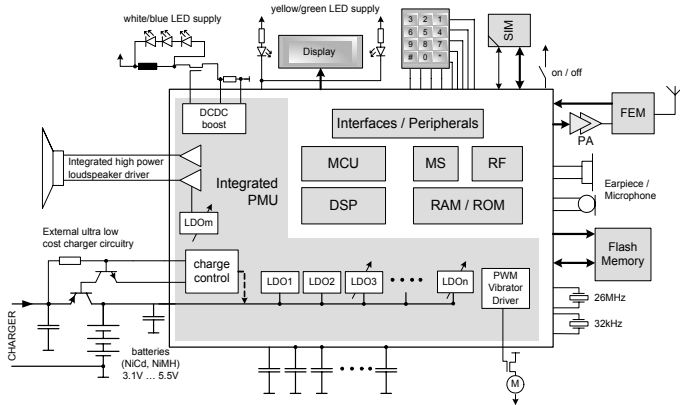 white/blue LED supply
yellow/green LED supply
Display
3 2 1
6 5 4
9 8 7
# 0 *
SIM
on / off
DCDC
boost
Interfaces / Peripherals
FEM
PA
Integrated high power
loudspeaker driver
Integrated
PMU
MCU
MS
RF
DSP
RAM / ROM
Earpiece /
Microphone
LDOm
External ultra low
cost charger circuitry
charge
control
LDO1
LDO2
LDO3
LDOn
PWM
Vibrator
Driver
Flash
Memory
26MHz
32kHz
CHARGER
batteries
(NiCd, NiMH)
3.1V ... 5.5V
M